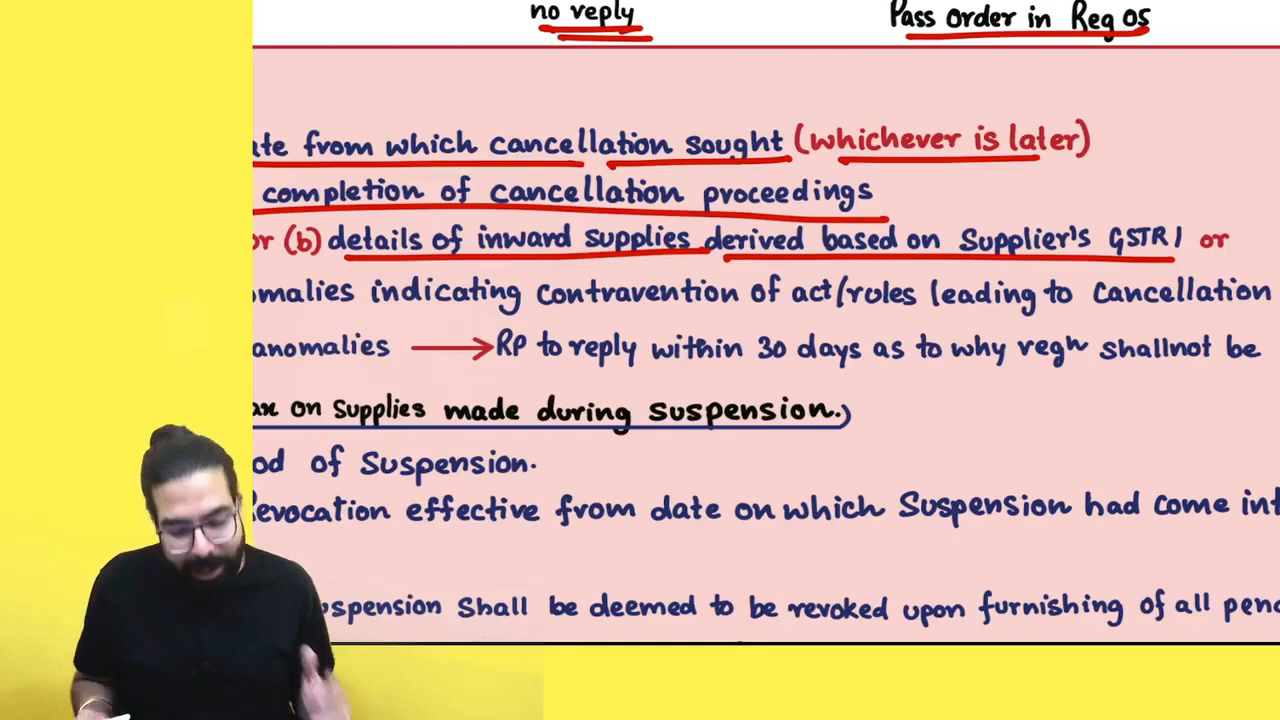 no reply Pass Order in Reg 05
ate from which cancellation sought (whichever is later)
completion of cancellation proceedings
or (b) details of inward supplies derived based on Supplier's GSTR1 or
omalies indicating contravention of act/rules leading to cancellation
anomalies → RP to reply within 30 days as to why regn shall not be
ax on Supplies made during suspension.)
od of Suspension.
Revocation effective from date on which Suspension had come int
uspension Shall be deemed to be revoked upon furnishing of all pend